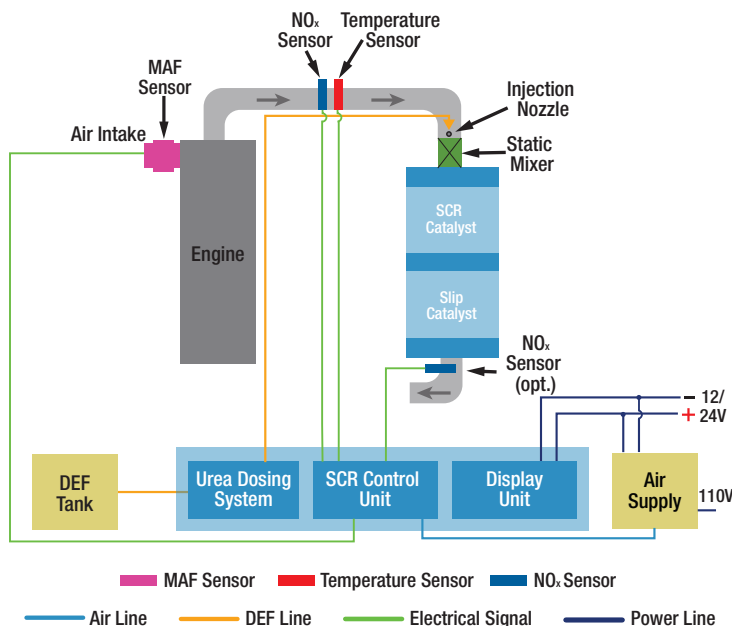 NOx
Sensor
Temperature
Sensor
MAF
Sensor
Air Intake
Injection
Nozzle
Static
Mixer
SCR
Catalyst
Engine
Slip
Catalyst
NOx
Sensor
(opt.)
- 12/
+ 24V
DEF
Tank
Urea Dosing
System
SCR Control
Unit
Display
Unit
Air
Supply
110V
MAF Sensor
Temperature Sensor
NOx Sensor
Air Line
DEF Line
Electrical Signal
Power Line